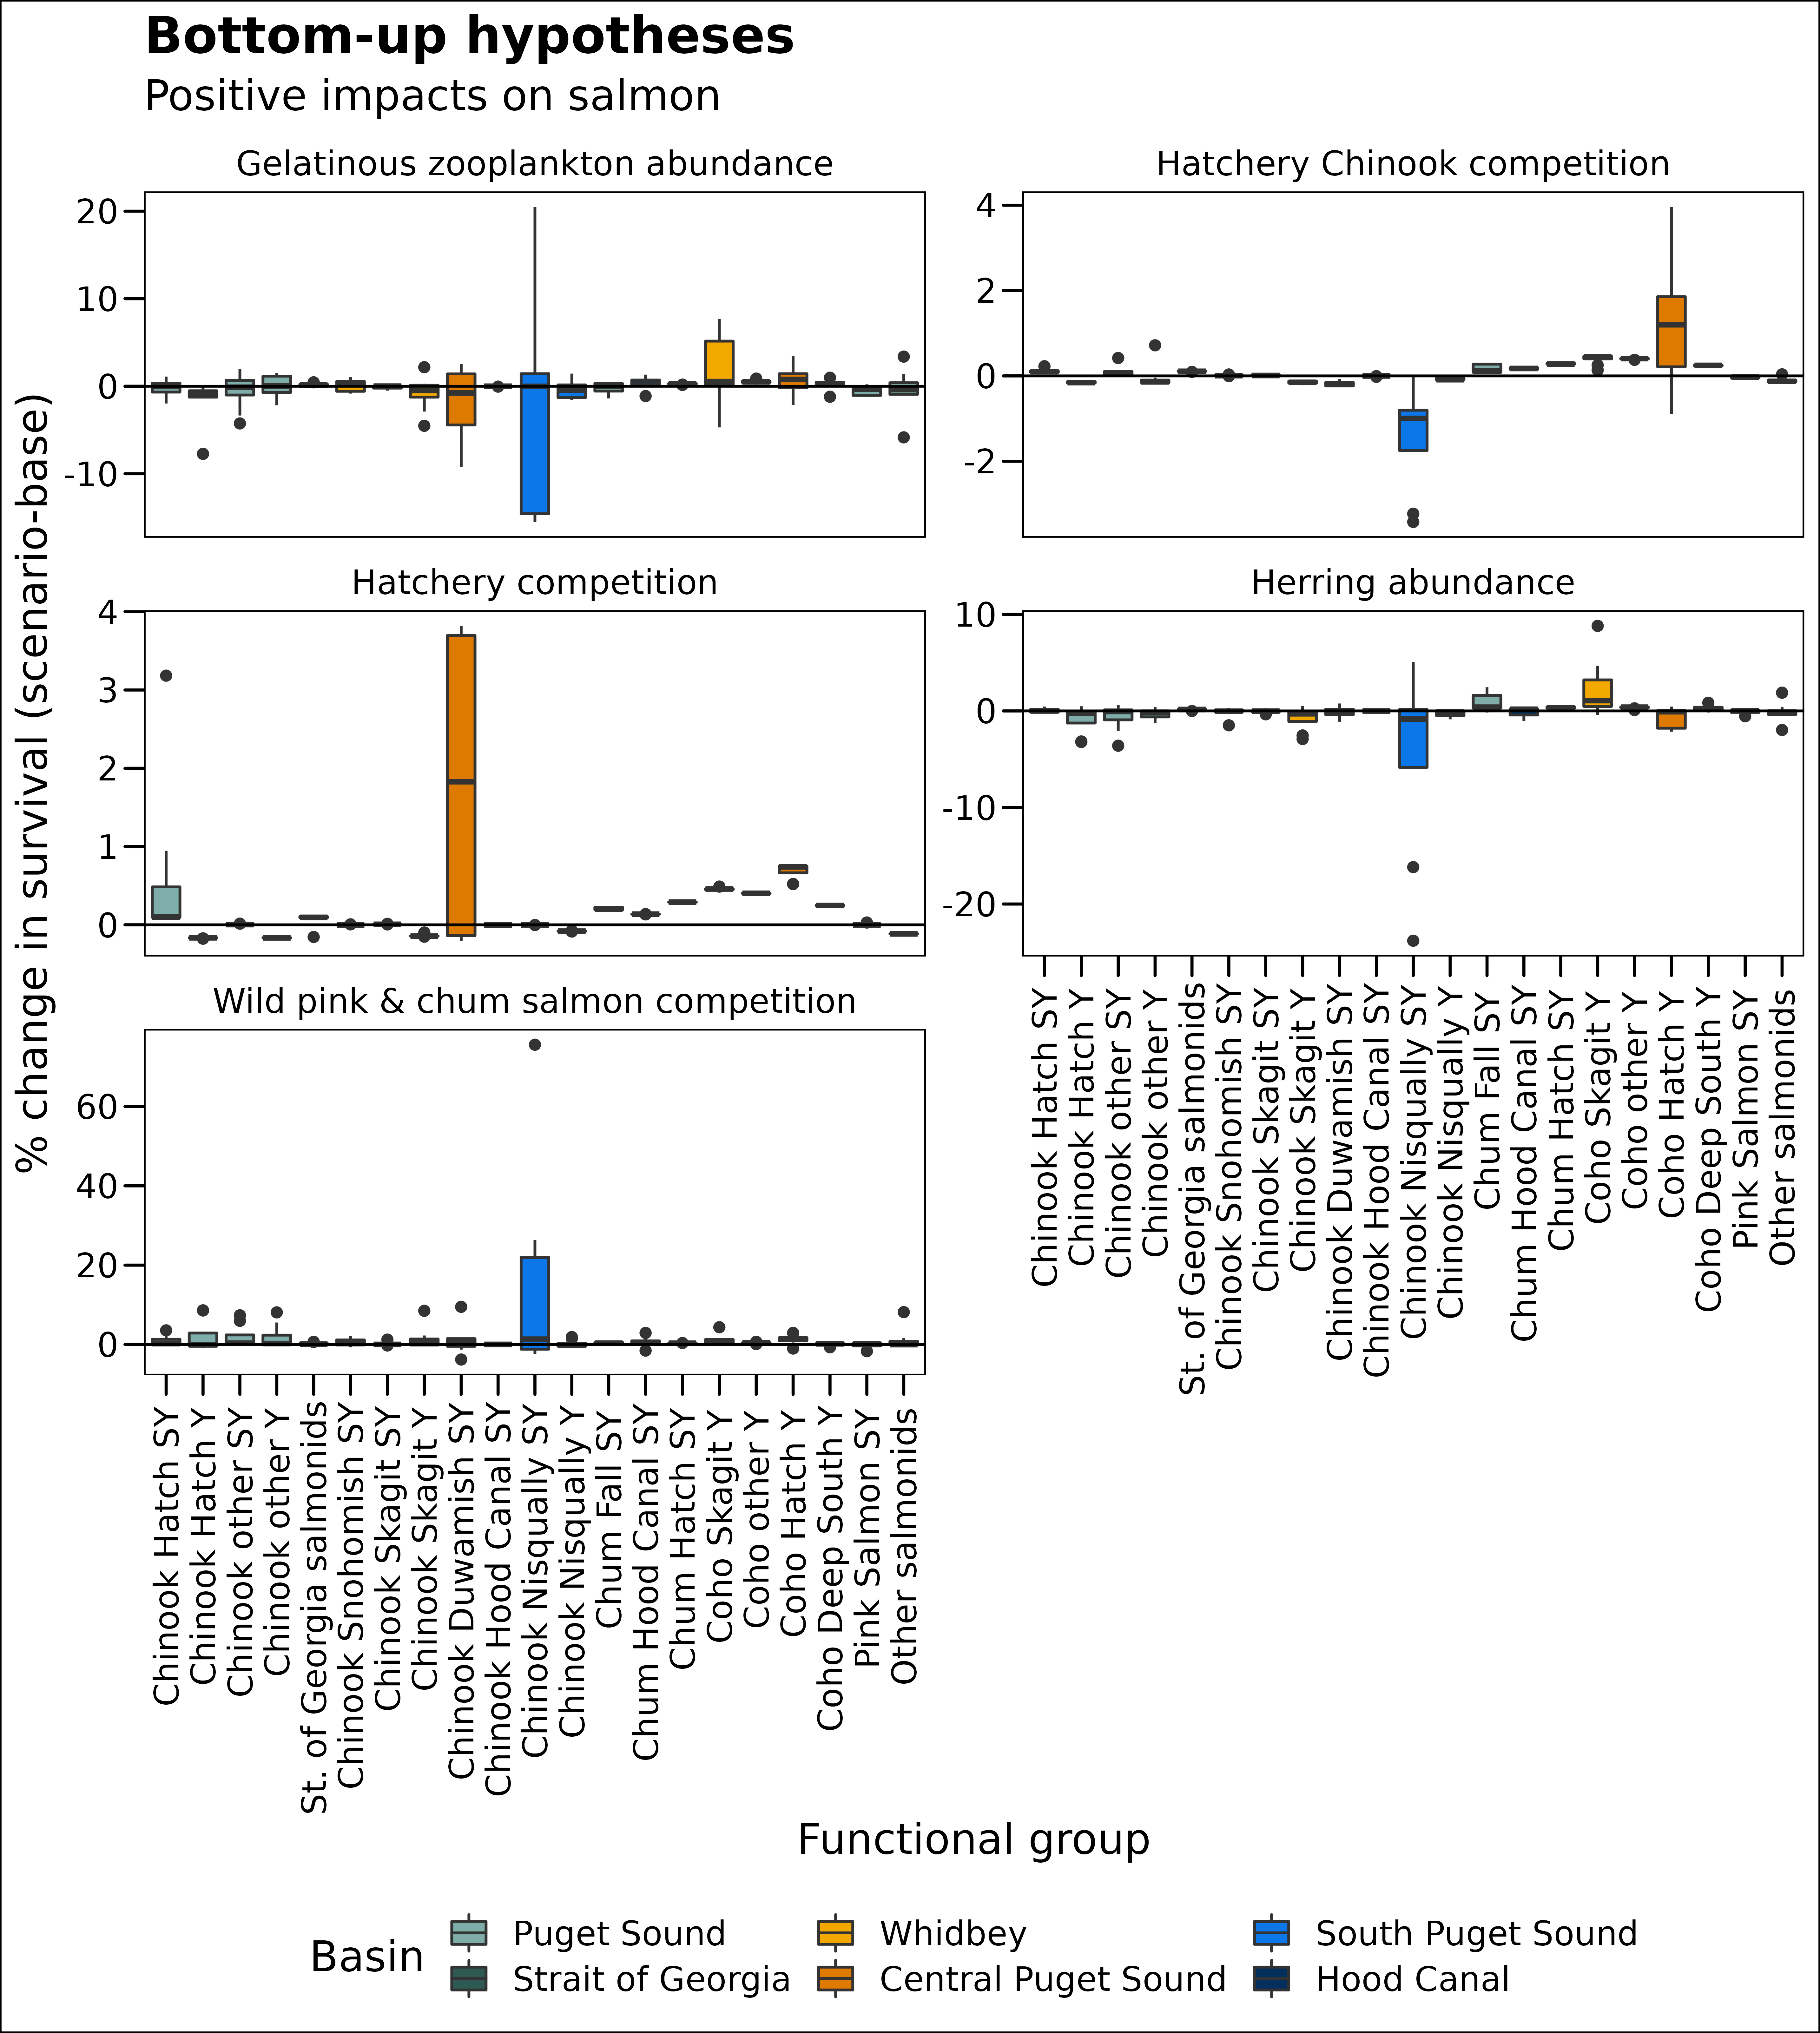 Bottom-up hypotheses
Positive impacts on salmon
% change in survival (scenario-base)
Gelatinous zooplankton abundance
20
10
0
-10
Hatchery Chinook competition
4
2
0
-2
Hatchery competition
4
3
2
1
0
Herring abundance
10
0
-10
-20
Chinook Hatch SY
Chinook Hatch Y
Chinook other SY
Chinook other Y
St. of Georgia salmonids
Chinook Snohomish SY
Chinook Skagit SY
Chinook Skagit Y
Chinook Duwamish SY
Chinook Hood Canal SY
Chinook Nisqually SY
Chinook Nisqually Y
Chum Fall SY
Chum Hood Canal SY
Chum Hatch SY
Coho Skagit Y
Coho other Y
Coho Hatch Y
Coho Deep South Y
Pink Salmon SY
Other salmonids
Wild pink & chum salmon competition
60
40
20
0
Chinook Hatch SY
Chinook Hatch Y
Chinook other SY
Chinook other Y
St. of Georgia salmonids
Chinook Snohomish SY
Chinook Skagit SY
Chinook Skagit Y
Chinook Duwamish SY
Chinook Hood Canal SY
Chinook Nisqually SY
Chinook Nisqually Y
Chum Fall SY
Chum Hood Canal SY
Chum Hatch SY
Coho Skagit Y
Coho other Y
Coho Hatch Y
Coho Deep South Y
Pink Salmon SY
Other salmonids
Functional group
Basin
Puget Sound
Whidbey
South Puget Sound
Strait of Georgia
Central Puget Sound
Hood Canal